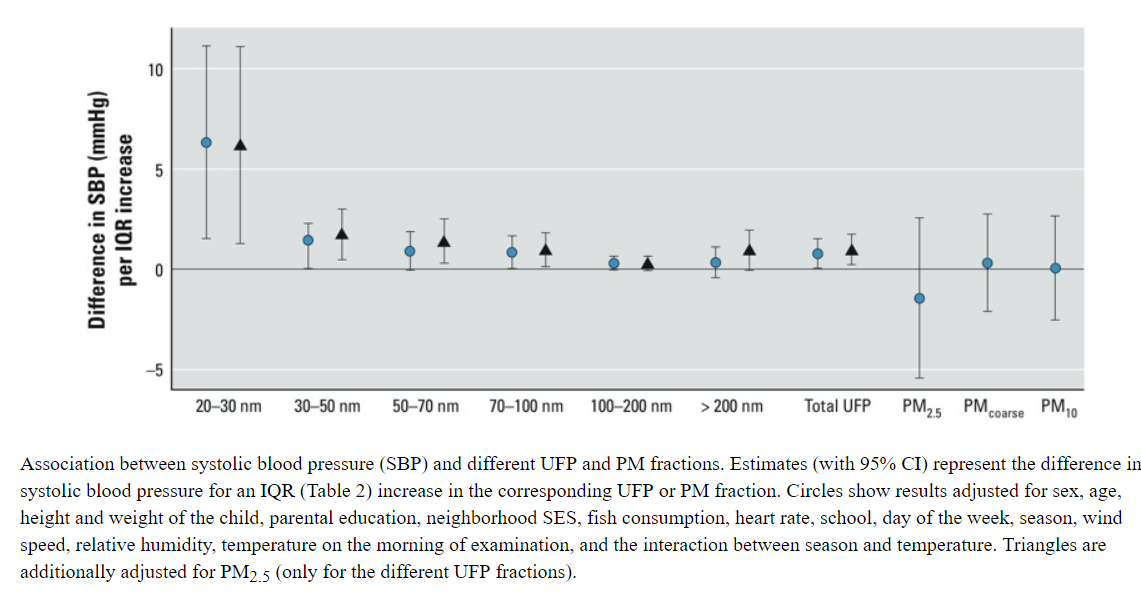 Difference in SBP (mmHg)
per IQR increase
10
5
0
–5
20–30 nm 30–50 nm 50–70 nm 70–100 nm 100–200 nm > 200 nm Total UFP PM2.5 PMcoarse PM10
Association between systolic blood pressure (SBP) and different UFP and PM fractions. Estimates (with 95% CI) represent the difference in
systolic blood pressure for an IQR (Table 2) increase in the corresponding UFP or PM fraction. Circles show results adjusted for sex, age,
height and weight of the child, parental education, neighborhood SES, fish consumption, heart rate, school, day of the week, season, wind
speed, relative humidity, temperature on the morning of examination, and the interaction between season and temperature. Triangles are
additionally adjusted for PM2.5 (only for the different UFP fractions).